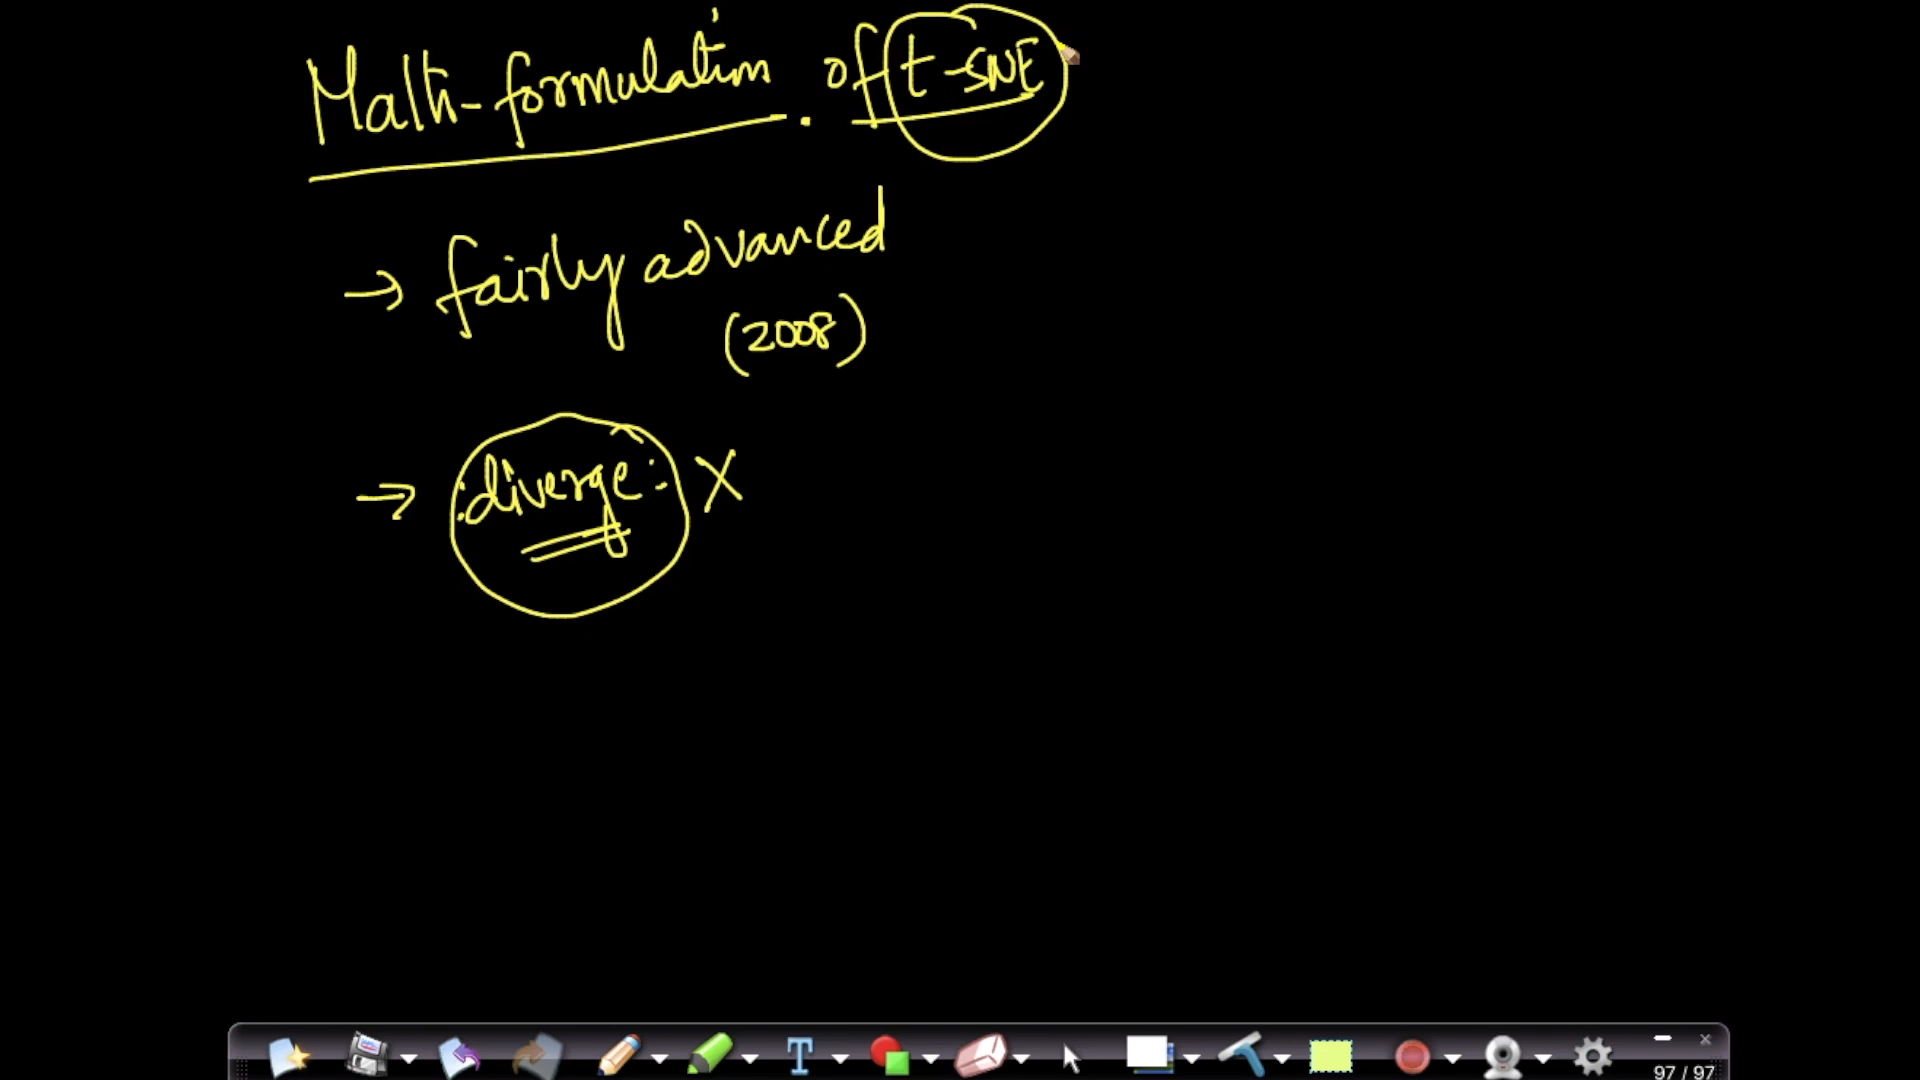 Math-formulation. of t-SNE
→ fairly advanced
(2008)
→ :diverge: X
T
97 / 97